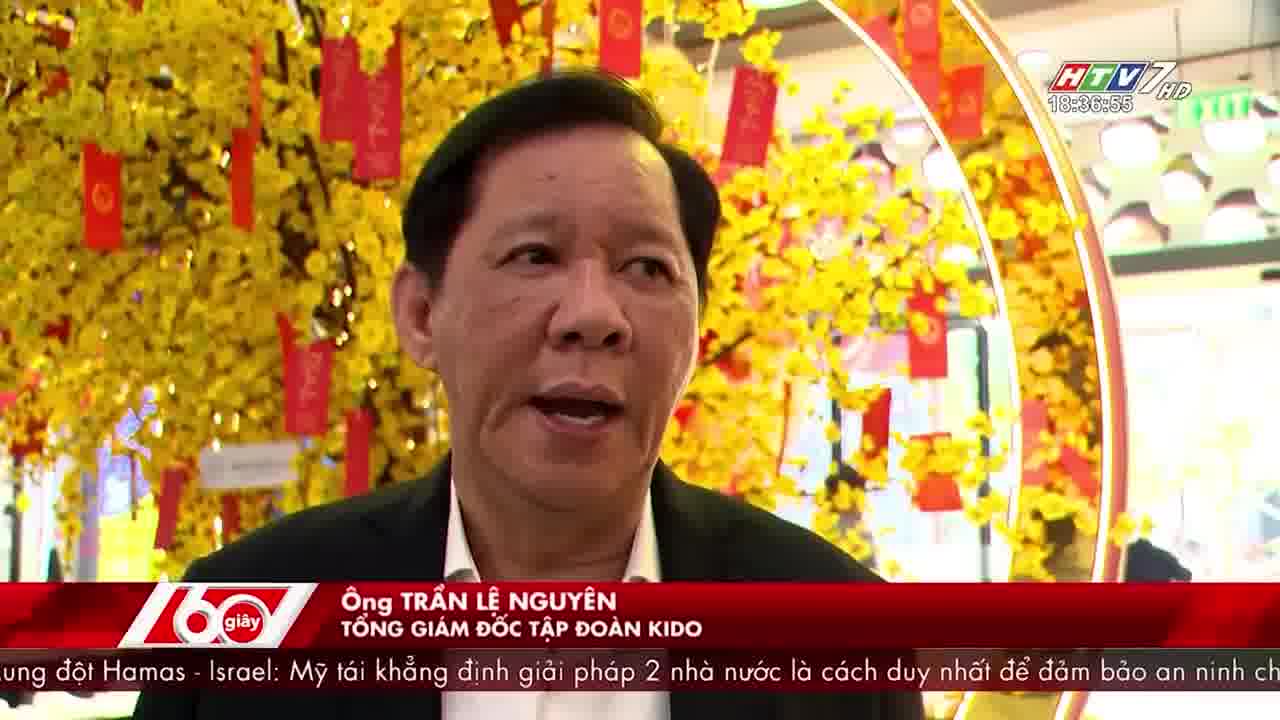 HTV7 HD
18:36:55
EXIT
60 giây
Ông TRẦN LỆ NGUYÊN
TỔNG GIÁM ĐỐC TẬP ĐOÀN KIDO
ung đột Hamas - Israel: Mỹ tái khẳng định giải pháp 2 nhà nước là cách duy nhất để đảm bảo an ninh ch